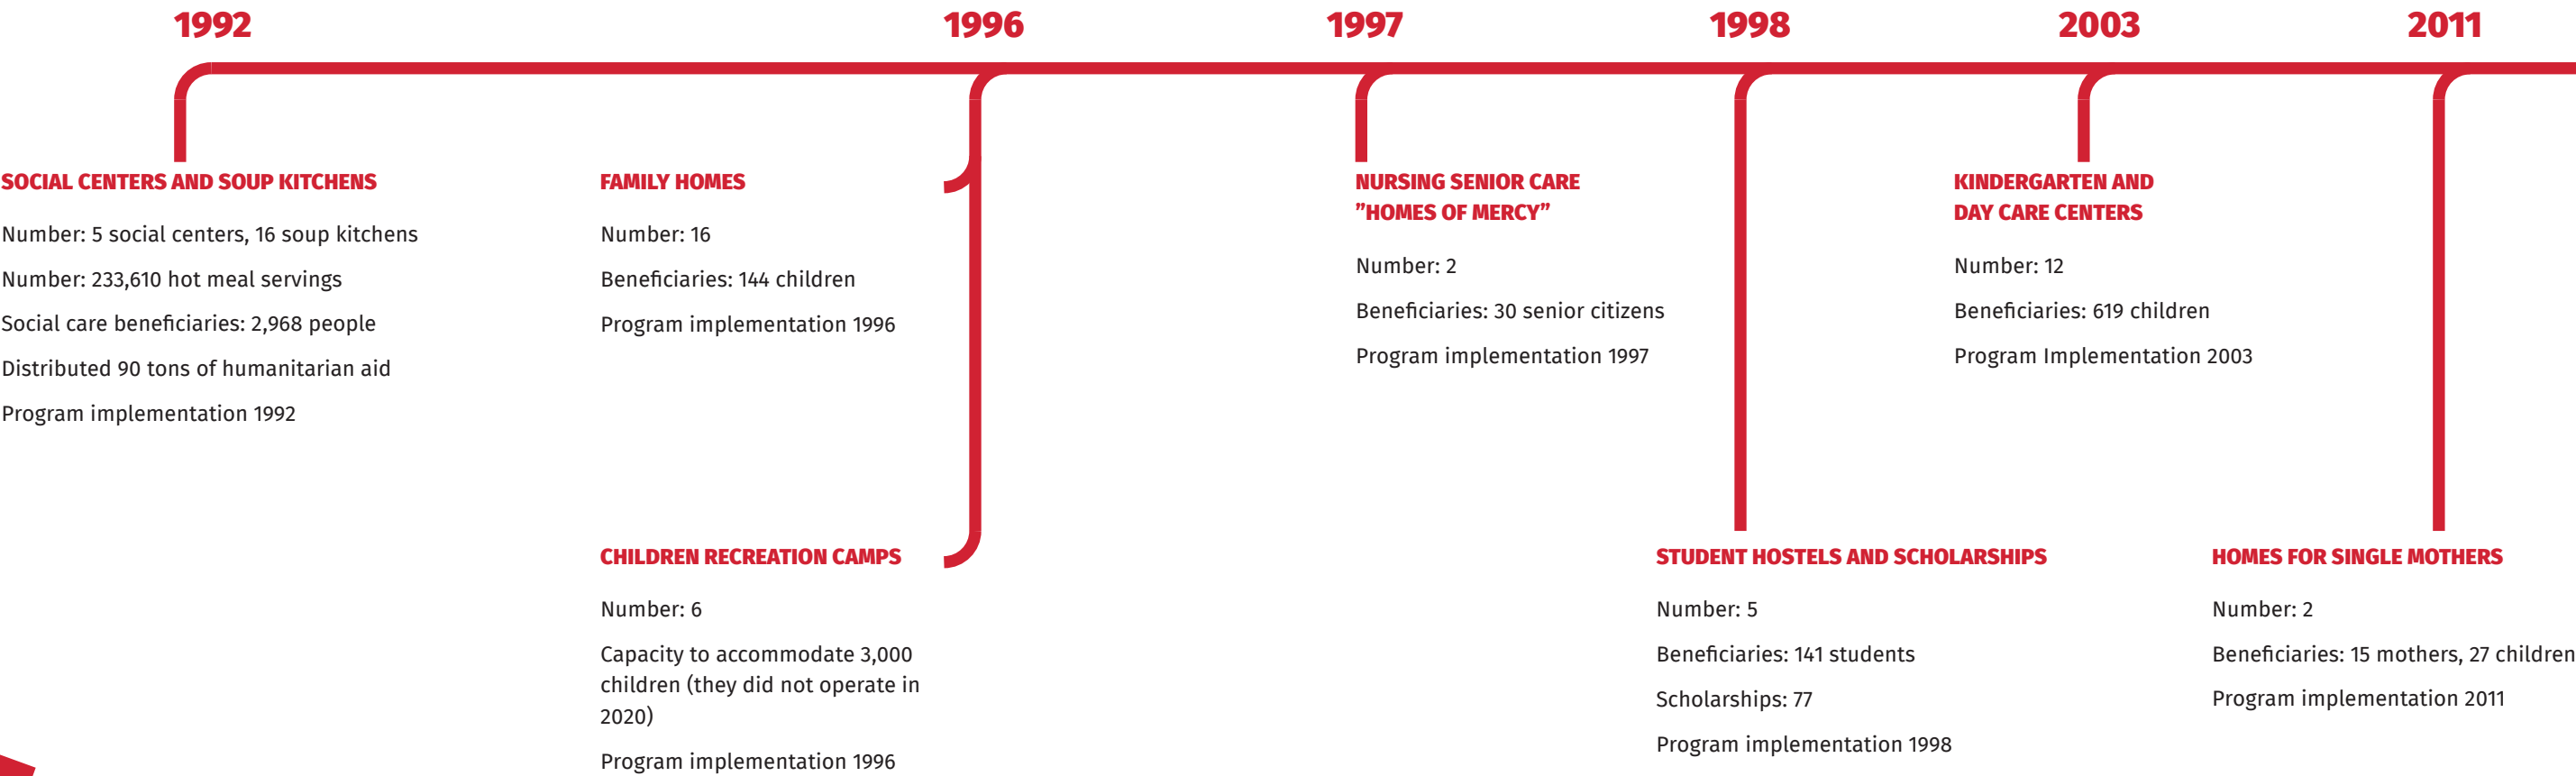 1992
1996
1997
1998
2003
2011
SOCIAL CENTERS AND SOUP KITCHENS
Number: 5 social centers, 16 soup kitchens
Number: 233,610 hot meal servings
Social care beneficiaries: 2,968 people
Distributed 90 tons of humanitarian aid
Program implementation 1992
FAMILY HOMES
Number: 16
Beneficiaries: 144 children
Program implementation 1996
CHILDREN RECREATION CAMPS
Number: 6
Capacity to accommodate 3,000
children (they did not operate in
2020)
Program implementation 1996
NURSING SENIOR CARE
”HOMES OF MERCY”
Number: 2
Beneficiaries: 30 senior citizens
Program implementation 1997
STUDENT HOSTELS AND SCHOLARSHIPS
Number: 5
Beneficiaries: 141 students
Scholarships: 77
Program implementation 1998
KINDERGARTEN AND
DAY CARE CENTERS
Number: 12
Beneficiaries: 619 children
Program Implementation 2003
HOMES FOR SINGLE MOTHERS
Number: 2
Beneficiaries: 15 mothers, 27 children
Program implementation 2011